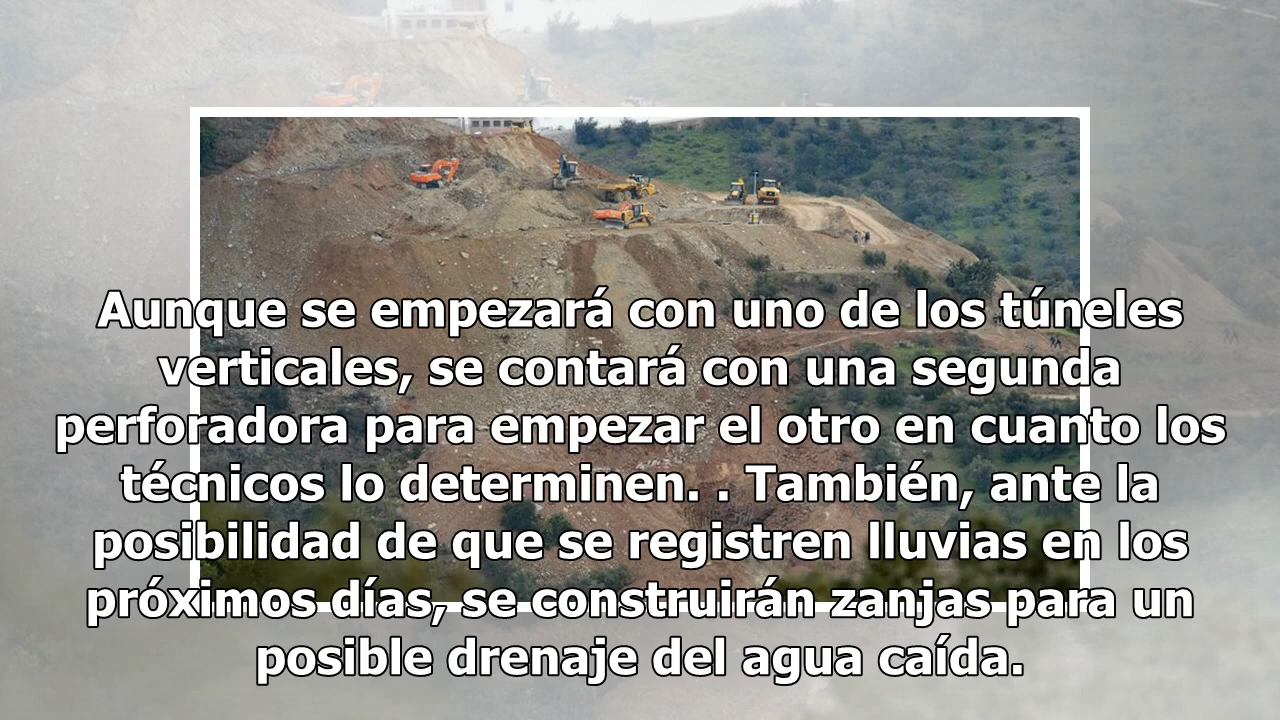 Aunque se empezará con uno de los túneles
verticales, se contará con una segunda
perforadora para empezar el otro en cuanto los
técnicos lo determinen. . También, ante la
posibilidad de que se registren lluvias en los
próximos días, se construirán zanjas para un
posible drenaje del agua caída.